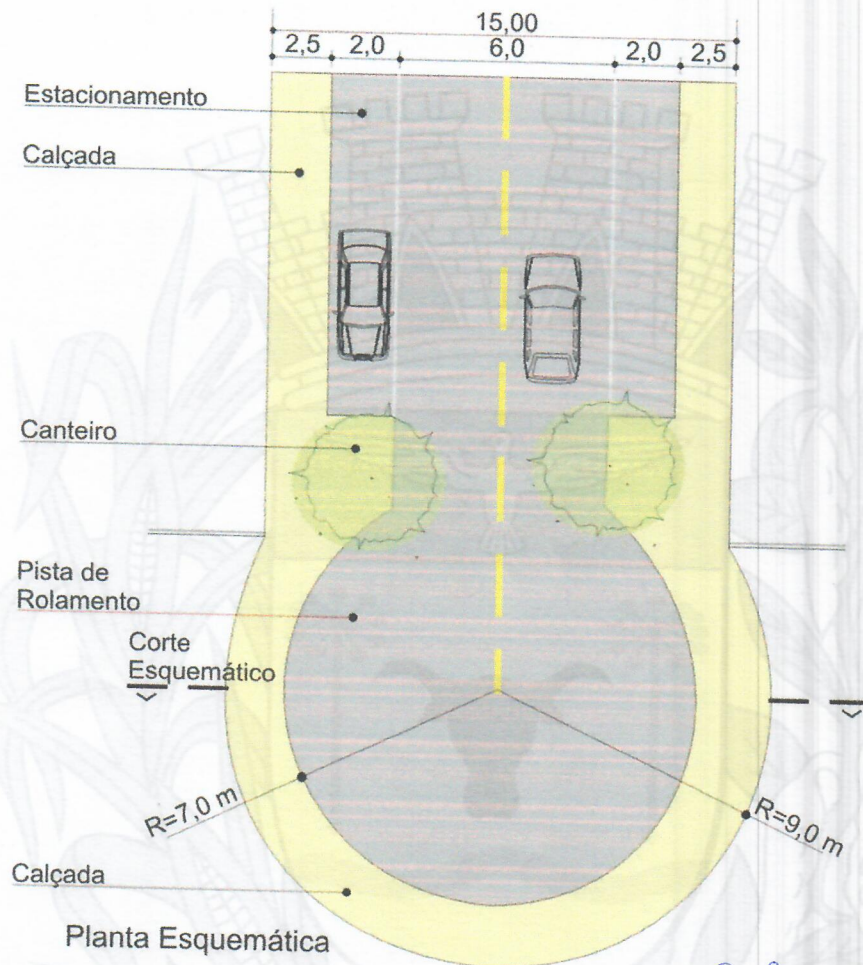 15,00
2,5 2,0 6,0 2,0 2,5
Estacionamento
Calçada
Canteiro
Pista de
Rolamento
Corte
Esquemático
R=7,0 m
R=9,0 m
Calçada
Planta Esquemática